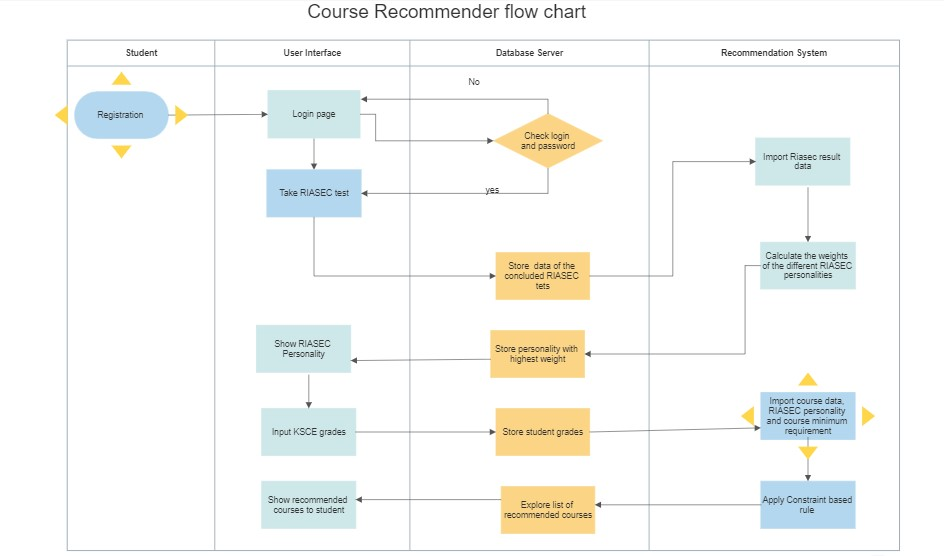 Course Recommender flow chart
Student
User Interface
Database Server
Recommendation System
No
Registration
Login page
Check login
and password
Import Riasec result
data
Take RIASEC test
yes
Store data of the
concluded RIASEC
tets
Calculate the weights
of the different RIASEC
personalities
Show RIASEC
Personality
Store personality with
highest weight
Import course data,
RIASEC personality
and course minimum
requirement
Input KSCE grades
Store student grades
Show recommended
courses to student
Explore list of
recommended courses
Apply Constraint based
rule